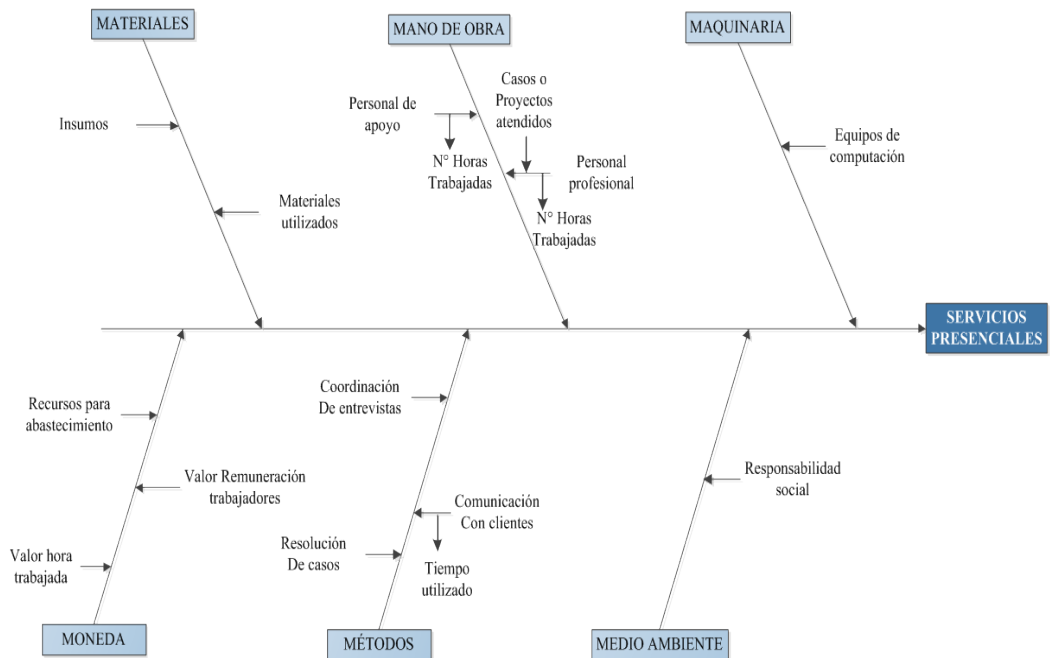 MATERIALES
MANO DE OBRA
MAQUINARIA
Insumos
Materiales
utilizados
Personal de
apoyo
N° Horas
Trabajadas
Casos o
Proyectos
atendidos
Personal
profesional
N° Horas
Trabajadas
Equipos de
computación
SERVICIOS
PRESENCIALES
Recursos para
abastecimiento
Valor Remuneración
trabajadores
Valor hora
trabajada
Coordinación
De entrevistas
Comunicación
Con clientes
Resolución
De casos
Tiempo
utilizado
Responsabilidad
social
MONEDA
MÉTODOS
MEDIO AMBIENTE